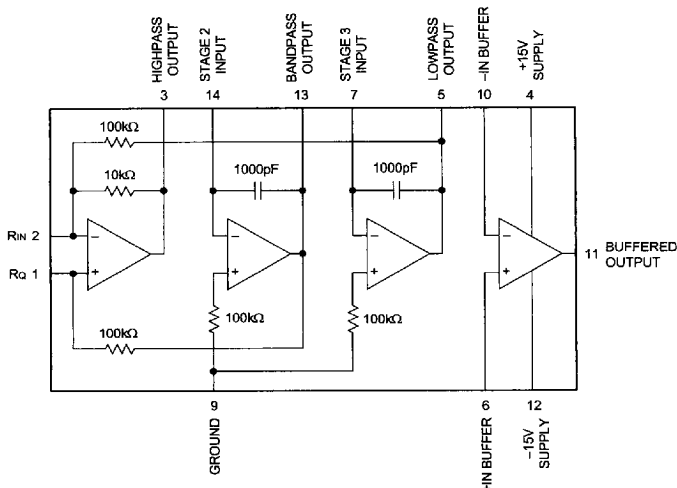 HIGHPASS
OUTPUT
STAGE 2
INPUT
BANDPASS
OUTPUT
STAGE 3
INPUT
LOWPASS
OUTPUT
–IN BUFFER
+15V
SUPPLY
3
14
13
7
5
10
4
100kΩ
10kΩ
1000pF
1000pF
RIN 2
–
–
–
–
RQ 1
+
+
+
+
11 BUFFERED
OUTPUT
100kΩ
100kΩ
100kΩ
9
6
12
GROUND
–IN BUFFER
–15V
SUPPLY